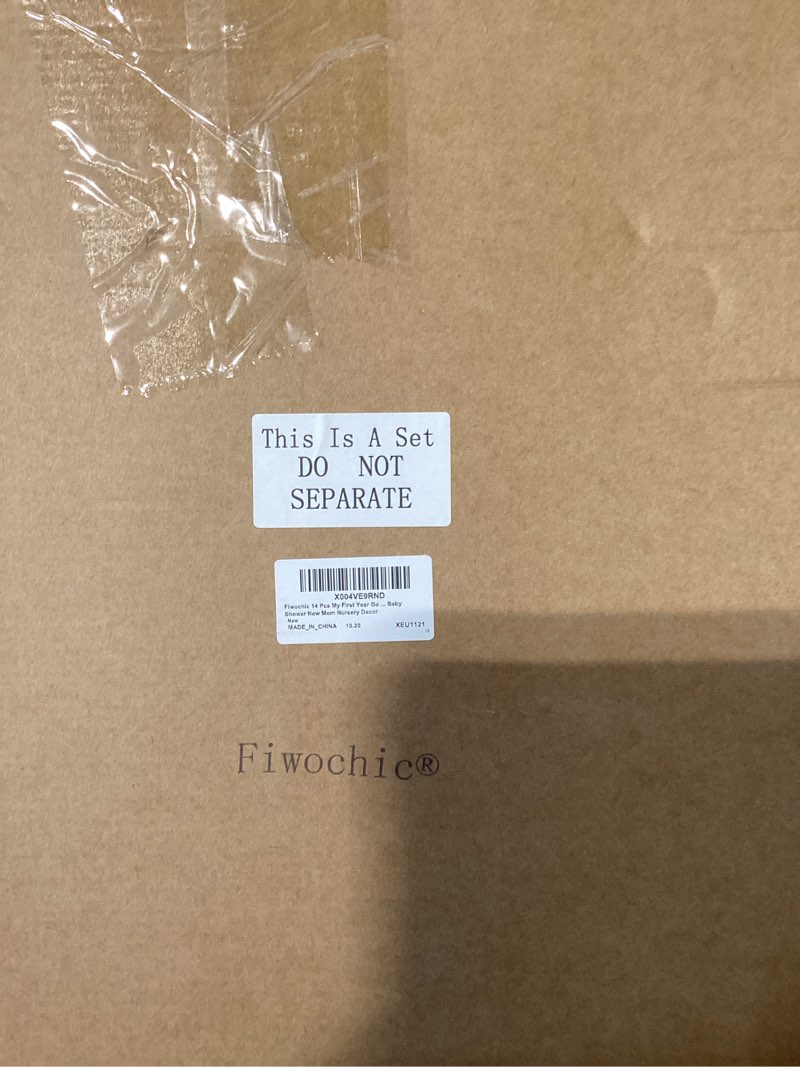 This Is A Set
DO NOT
SEPARATE
X004VE9RND
Fiwochic 14 Pcs My First Year Go ... Baby
Shower New Mom Nursery Decor
New
MADE_IN_CHINA 10.20 XEU1121
Fiwochic®